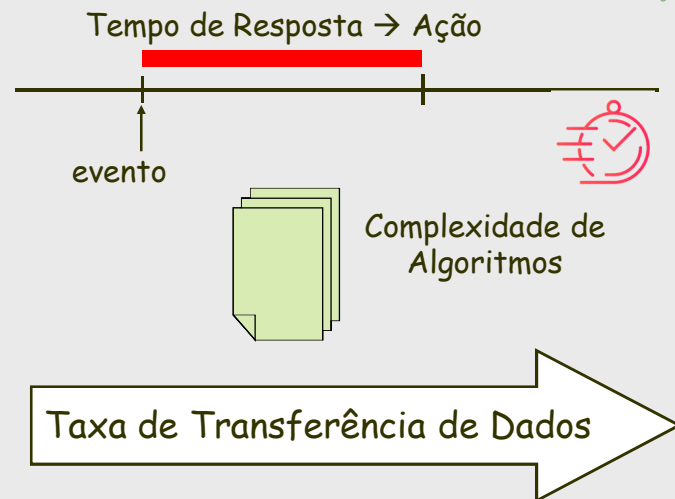 Tempo de Resposta → Ação
evento
Complexidade de
Algoritmos
Taxa de Transferência de Dados